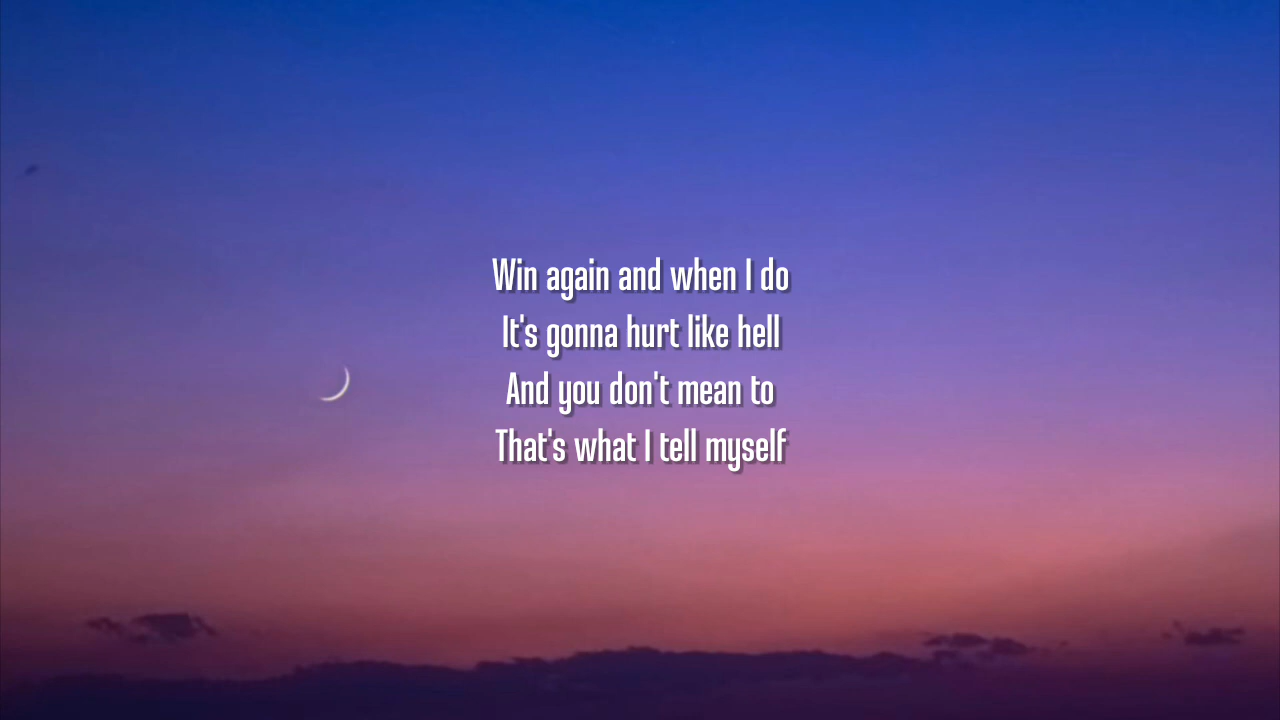 Win again and when I do
It's gonna hurt like hell
And you don't mean to
That's what I tell myself